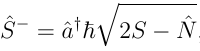 Ŝ⁻ = â†ħ√(2S − N̂),